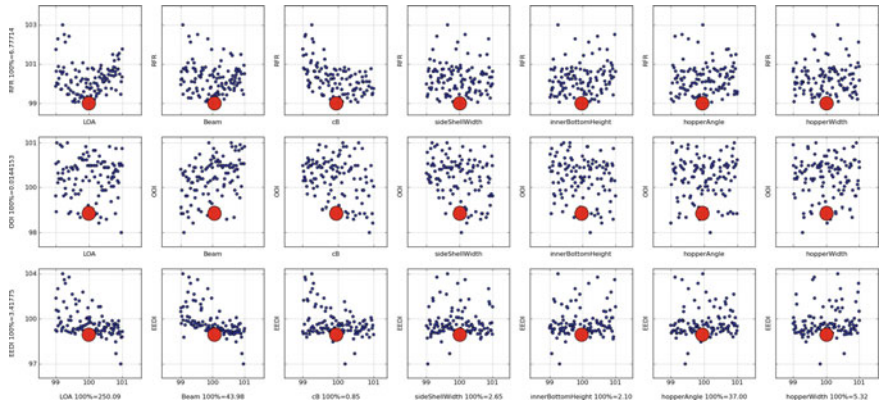 RFR 100%=6.77714
103
101
99
LOA
RFR
Beam
RFR
cB
RFR
sideShellWidth
RFR
innerBottomHeight
RFR
hopperAngle
RFR
hopperWidth
OOI 100%=0.0144153
101
100
98
LOA
OOI
Beam
OOI
cB
OOI
sideShellWidth
OOI
innerBottomHeight
OOI
hopperAngle
OOI
hopperWidth
EEDI 100%=3.41775
104
99
97
EEDI
EEDI
EEDI
EEDI
EEDI
EEDI
99 100 101 99 100 101 99 100 101 99 100 101 99 100 101 99 100 101 99 100 101
LOA 100%=250.09 Beam 100%=43.98 cB 100%=0.85 sideShellWidth 100%=2.65 innerBottomHeight 100%=2.10 hopperAngle 100%=37.00 hopperWidth 100%=5.32